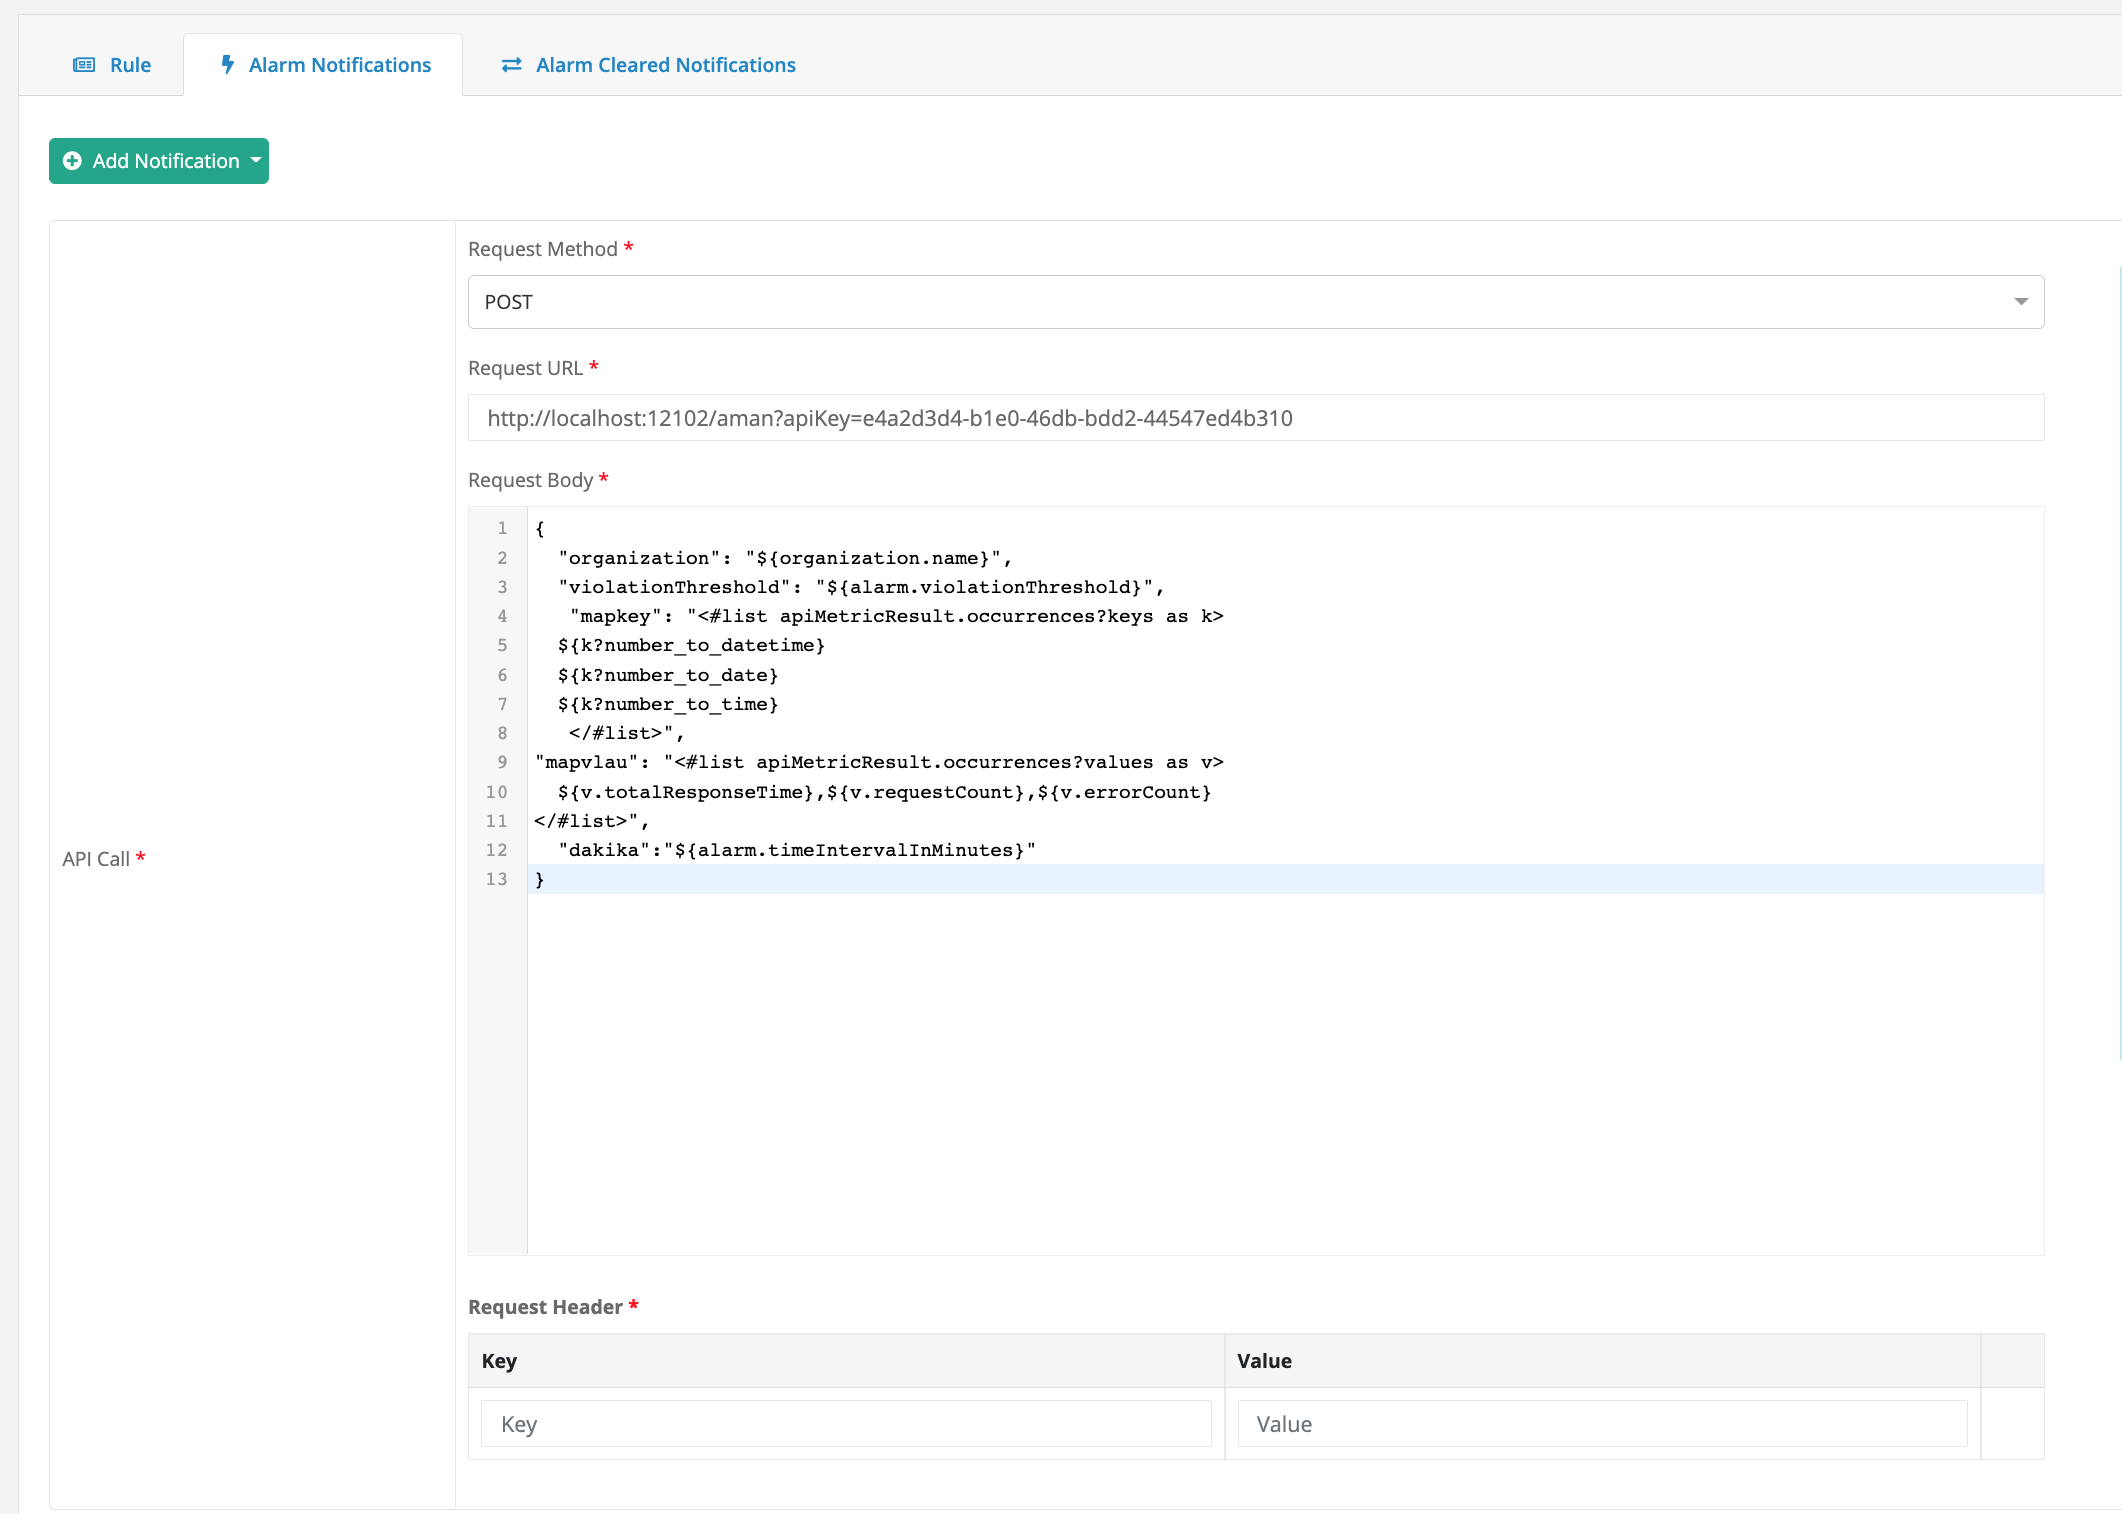 Rule
Alarm Notifications
Alarm Cleared Notifications
Add Notification
API Call *
Request Method *
POST
Request URL *
http://localhost:12102/aman?apiKey=e4a2d3d4-b1e0-46db-bdd2-44547ed4b310
Request Body *
1 {
2   "organization": "${organization.name}",
3   "violationThreshold": "${alarm.violationThreshold}",
4    "mapkey": "<#list apiMetricResult.occurrences?keys as k>
5   ${k?number_to_datetime}
6   ${k?number_to_date}
7   ${k?number_to_time}
8    </#list>",
9 "mapvlau": "<#list apiMetricResult.occurrences?values as v>
10   ${v.totalResponseTime},${v.requestCount},${v.errorCount}
11 </#list>",
12   "dakika":"${alarm.timeIntervalInMinutes}"
13 }
Request Header *
Key Value
Key Value